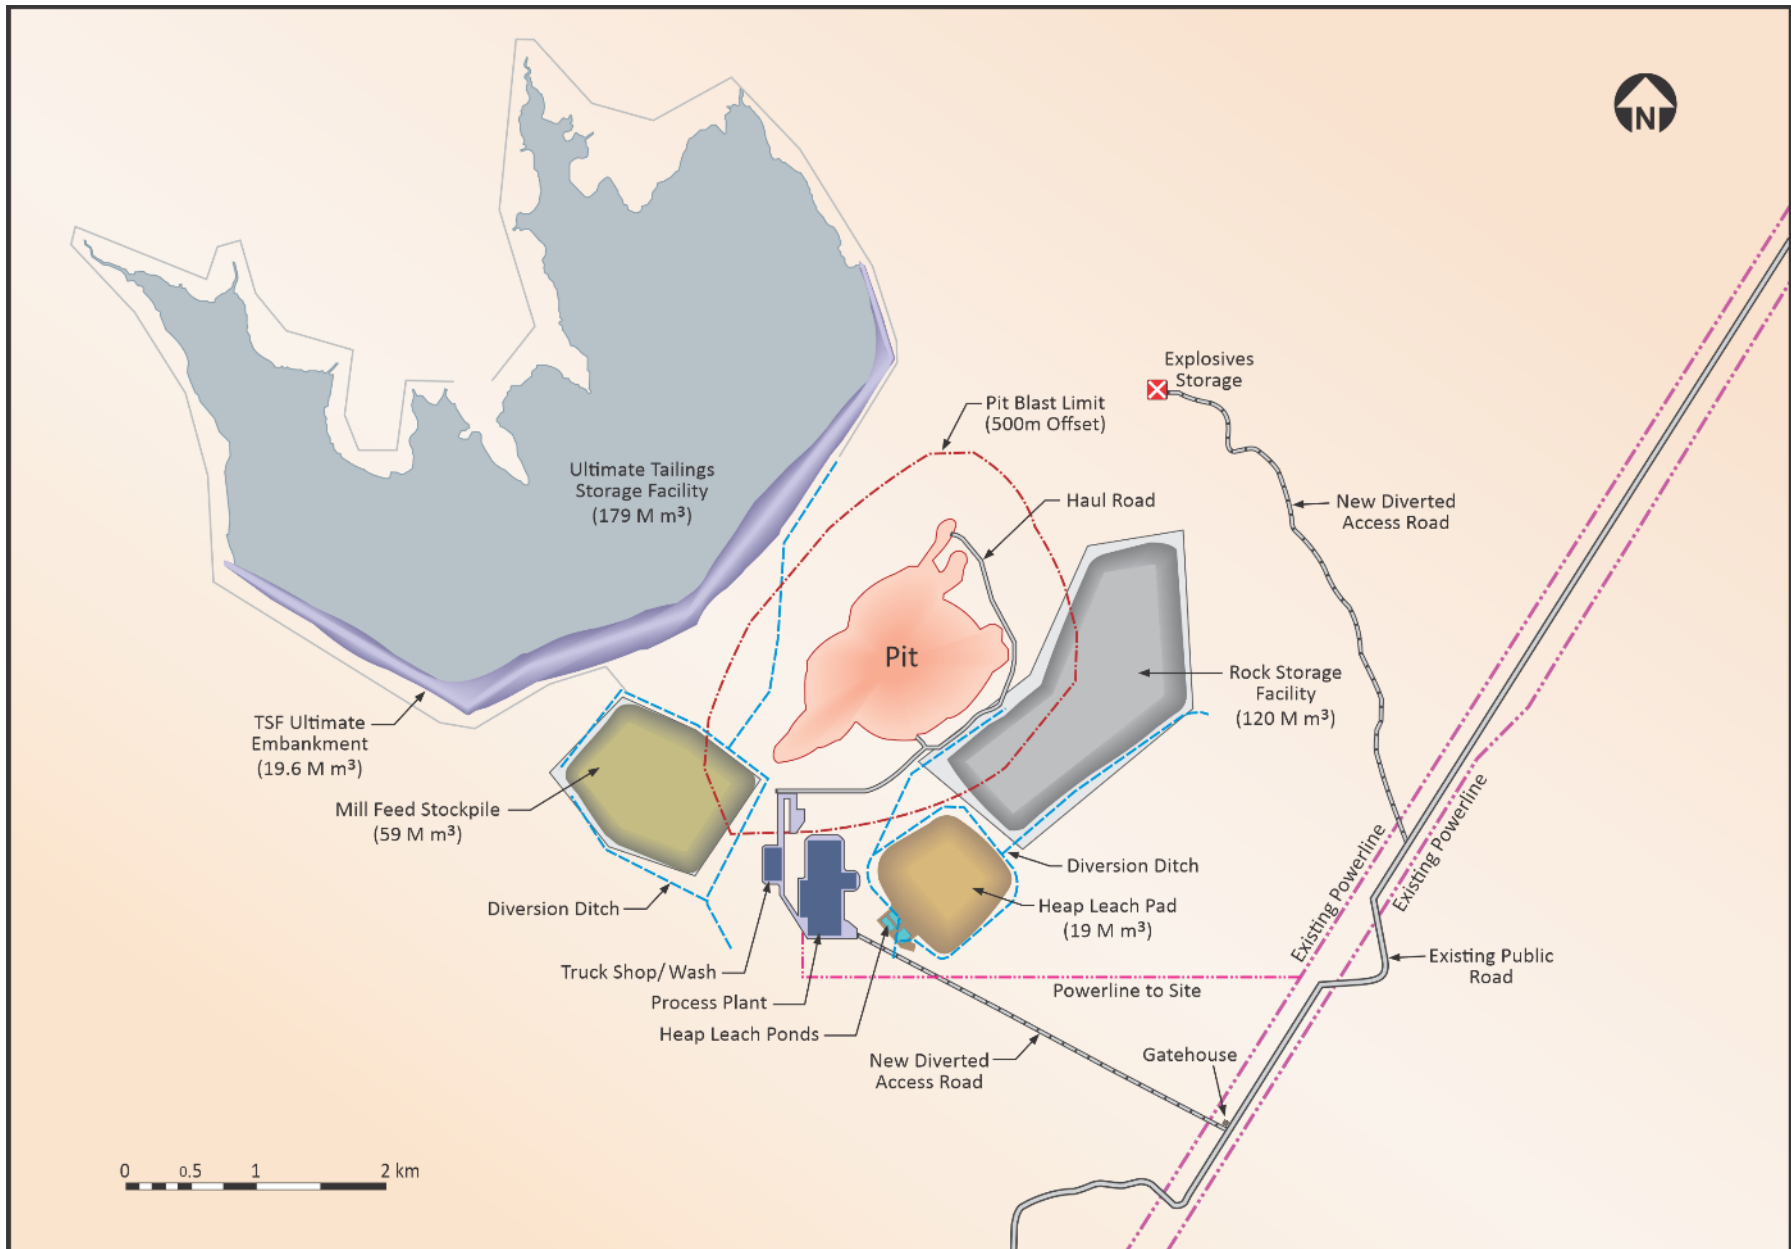 N
Explosives
Storage
Pit Blast Limit
(500m Offset)
Ultimate Tailings
Storage Facility
(179 M m³)
Haul Road
New Diverted
Access Road
Pit
Rock Storage
Facility
(120 M m³)
TSF Ultimate
Embankment
(19.6 M m³)
Mill Feed Stockpile
(59 M m³)
Existing Powerline
Existing Powerline
Diversion Ditch
Diversion Ditch
Heap Leach Pad
(19 M m³)
Existing Public
Road
Truck Shop/ Wash
Powerline to Site
Process Plant
Heap Leach Ponds
New Diverted
Access Road
Gatehouse
0 0.5 1 2 km